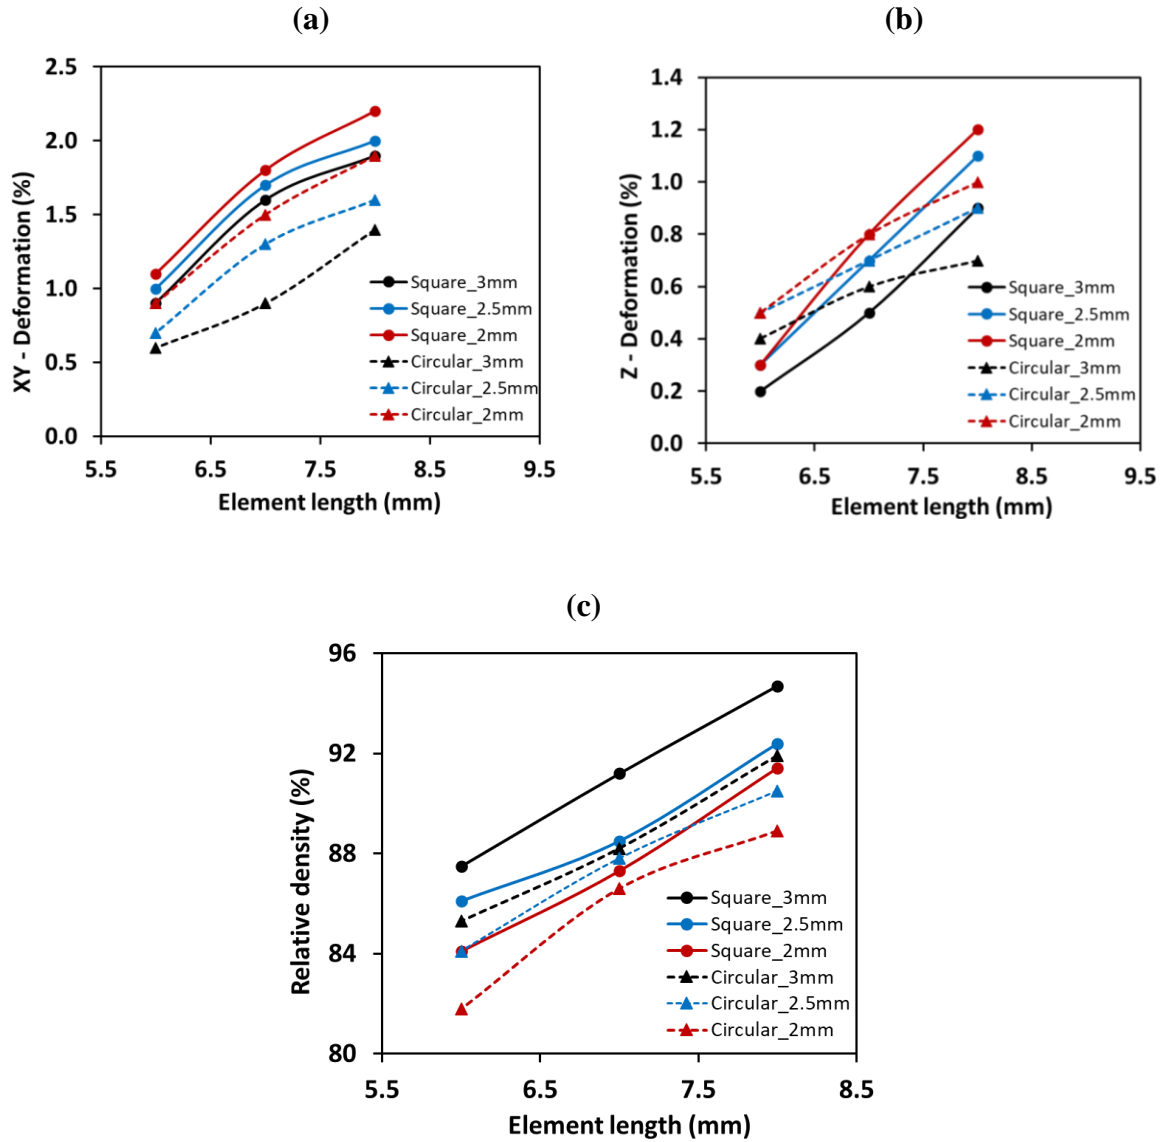 (a)
2.5
2.0
1.5
1.0
0.5
0.0
XY - Deformation (%)
5.5 6.5 7.5 8.5 9.5
Element length (mm)
Square_3mm
Square_2.5mm
Square_2mm
Circular_3mm
Circular_2.5mm
Circular_2mm
(b)
1.4
1.2
1.0
0.8
0.6
0.4
0.2
0.0
Z - Deformation (%)
5.5 6.5 7.5 8.5 9.5
Element length (mm)
Square_3mm
Square_2.5mm
Square_2mm
Circular_3mm
Circular_2.5mm
Circular_2mm
(c)
96
92
88
84
80
Relative density (%)
5.5 6.5 7.5 8.5
Element length (mm)
Square_3mm
Square_2.5mm
Square_2mm
Circular_3mm
Circular_2.5mm
Circular_2mm